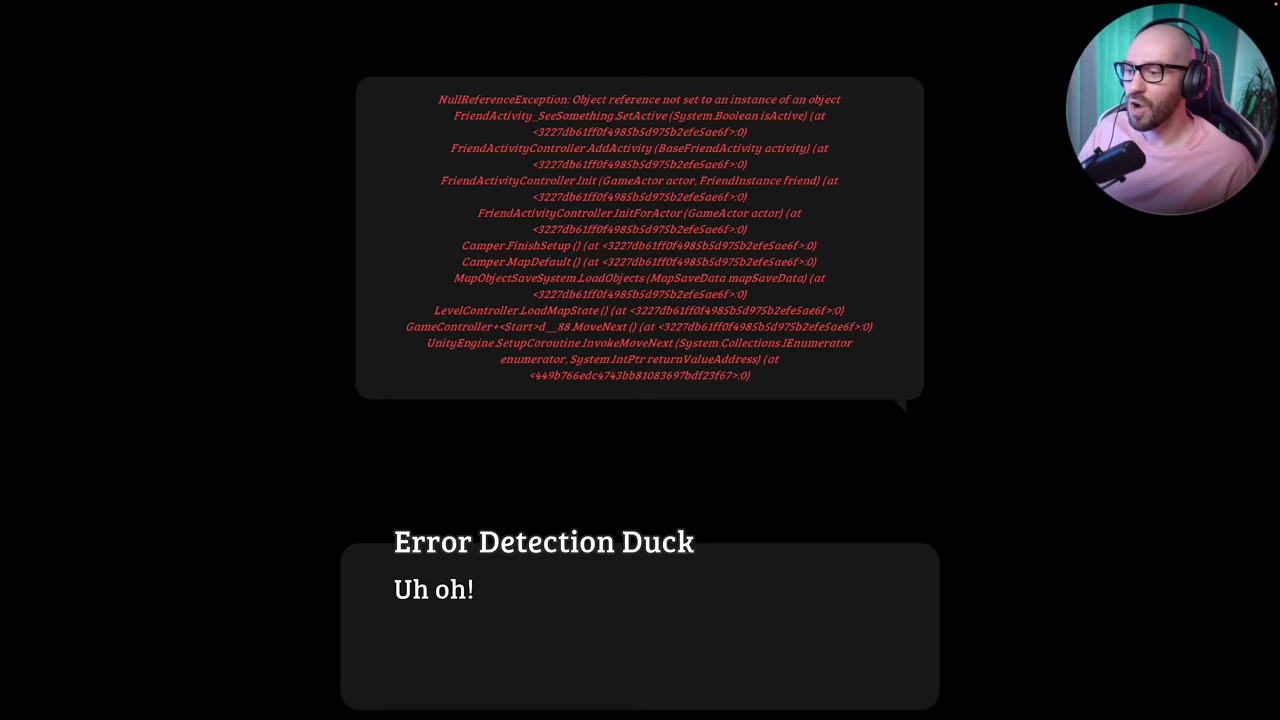 NullReferenceException: Object reference not set to an instance of an object
FriendActivity_SeeSomething.SetActive (System.Boolean isActive) (at
<3227db61ff0f4985b5d975b2efe5ae6f>:0)
FriendActivityController.AddActivity (BaseFriendActivity activity) (at
<3227db61ff0f4985b5d975b2efe5ae6f>:0)
FriendActivityController.Init (GameActor actor, FriendInstance friend) (at
<3227db61ff0f4985b5d975b2efe5ae6f>:0)
FriendActivityController.InitForActor (GameActor actor) (at
<3227db61ff0f4985b5d975b2efe5ae6f>:0)
Camper.FinishSetup () (at <3227db61ff0f4985b5d975b2efe5ae6f>:0)
Camper.MapDefault () (at <3227db61ff0f4985b5d975b2efe5ae6f>:0)
MapObjectSaveSystem.LoadObjects (MapSaveData mapSaveData) (at
<3227db61ff0f4985b5d975b2efe5ae6f>:0)
LevelController.LoadMapState () (at <3227db61ff0f4985b5d975b2efe5ae6f>:0)
GameController+<Start>d__88.MoveNext () (at <3227db61ff0f4985b5d975b2efe5ae6f>:0)
UnityEngine.SetupCoroutine.InvokeMoveNext (System.Collections.IEnumerator
enumerator, System.IntPtr returnValueAddress) (at
<449b766edc4743bb81083697bdf23f67>:0)
Error Detection Duck
Uh oh!